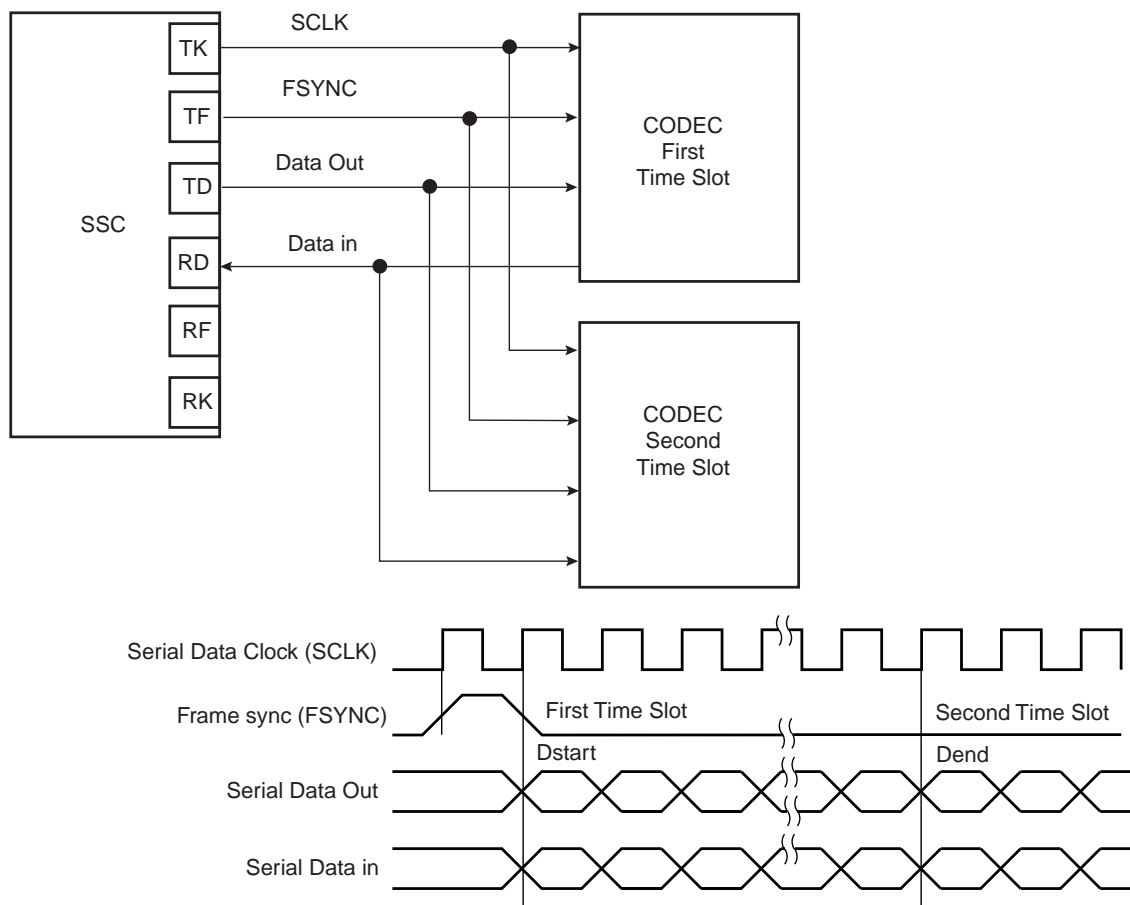 SSC
TK
TF
TD
RD
RF
RK
SCLK
FSYNC
Data Out
Data in
CODEC
First
Time Slot
CODEC
Second
Time Slot
Serial Data Clock (SCLK)
Frame sync (FSYNC)
First Time Slot
Second Time Slot
Dstart
Dend
Serial Data Out
Serial Data in